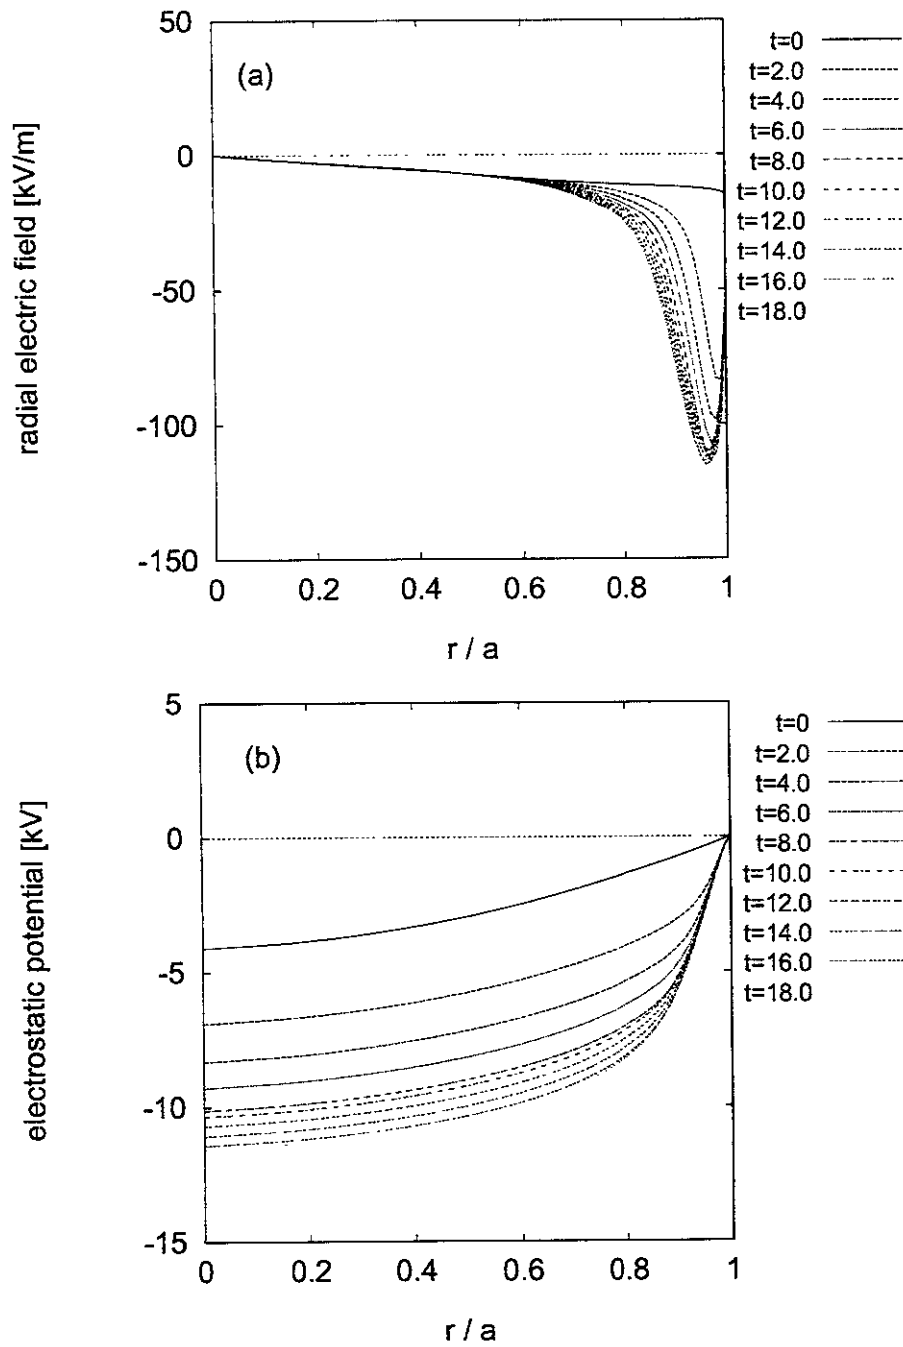 50
0
-50
-100
-150
radial electric field [kV/m]
(a)
0
0.2
0.4
0.6
0.8
1
r / a
t=0
t=2.0
t=4.0
t=6.0
t=8.0
t=10.0
t=12.0
t=14.0
t=16.0
t=18.0
5
0
-5
-10
-15
electrostatic potential [kV]
(b)
0
0.2
0.4
0.6
0.8
1
r / a
t=0
t=2.0
t=4.0
t=6.0
t=8.0
t=10.0
t=12.0
t=14.0
t=16.0
t=18.0